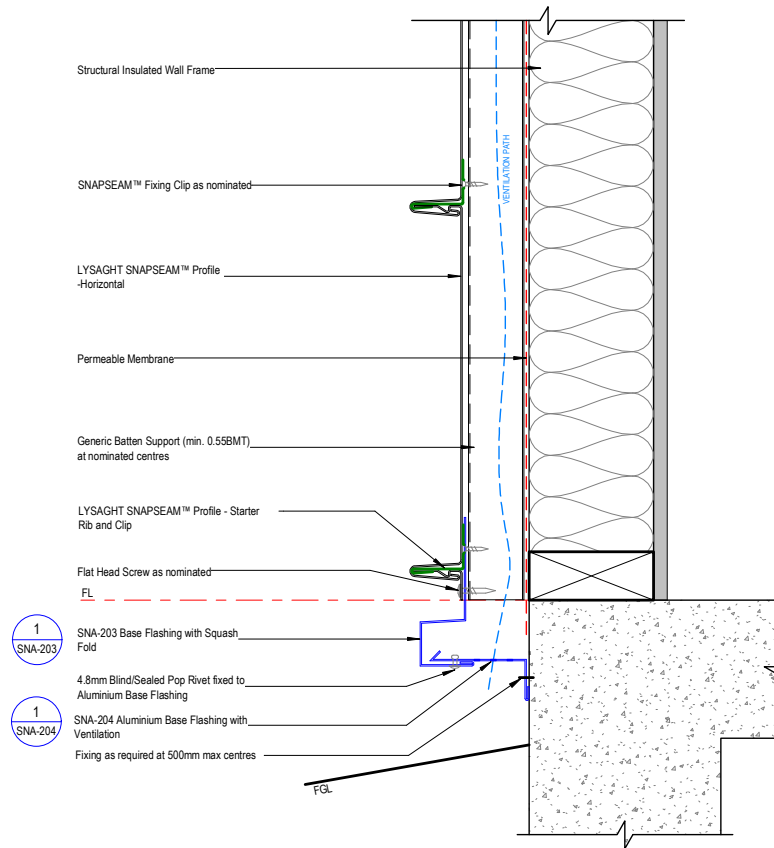 Structural Insulated Wall Frame
VENTILATION PATH
SNAPSEAM™ Fixing Clip as nominated
LYSAGHT SNAPSEAM™ Profile
-Horizontal
Permeable Membrane
Generic Batten Support (min. 0.55BMT)
at nominated centres
LYSAGHT SNAPSEAM™ Profile - Starter
Rib and Clip
Flat Head Screw as nominated
FL
1
SNA-203
SNA-203 Base Flashing with Squash
Fold
4.8mm Blind/Sealed Pop Rivet fixed to
Aluminium Base Flashing
1
SNA-204
SNA-204 Aluminium Base Flashing with
Ventilation
Fixing as required at 500mm max centres
FGL